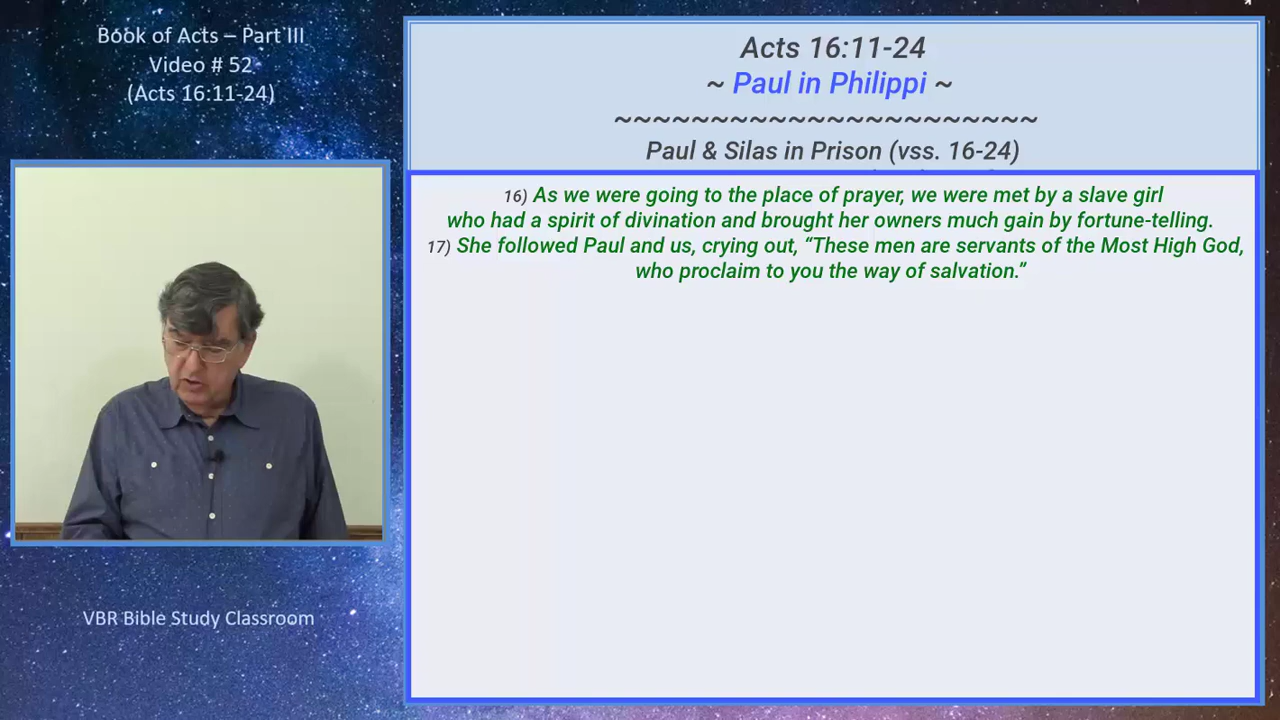 Book of Acts – Part III
Video # 52
(Acts 16:11-24)
Acts 16:11-24
~ Paul in Philippi ~
~~~~~~~~~~~~~~~~~~~~~~
Paul & Silas in Prison (vss. 16-24)
16) As we were going to the place of prayer, we were met by a slave girl
who had a spirit of divination and brought her owners much gain by fortune-telling.
17) She followed Paul and us, crying out, “These men are servants of the Most High God,
who proclaim to you the way of salvation.”
VBR Bible Study Classroom